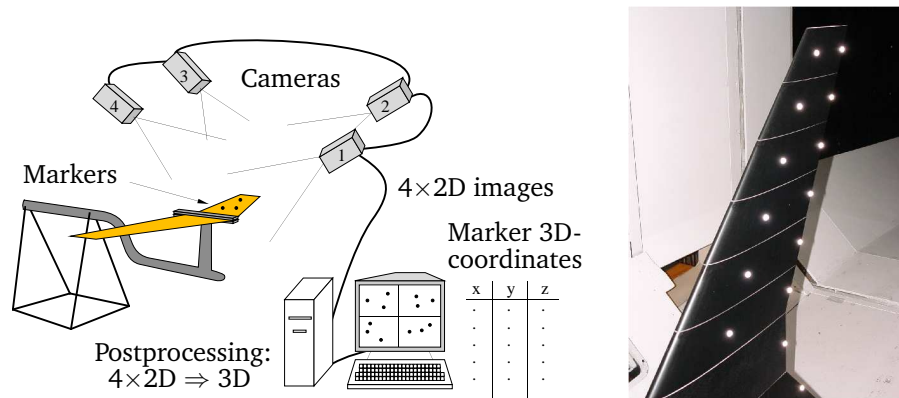 Cameras
3
4
2
1
Markers
4×2D images
Marker 3D-
coordinates
x y z
Postprocessing:
4×2D ⇒ 3D